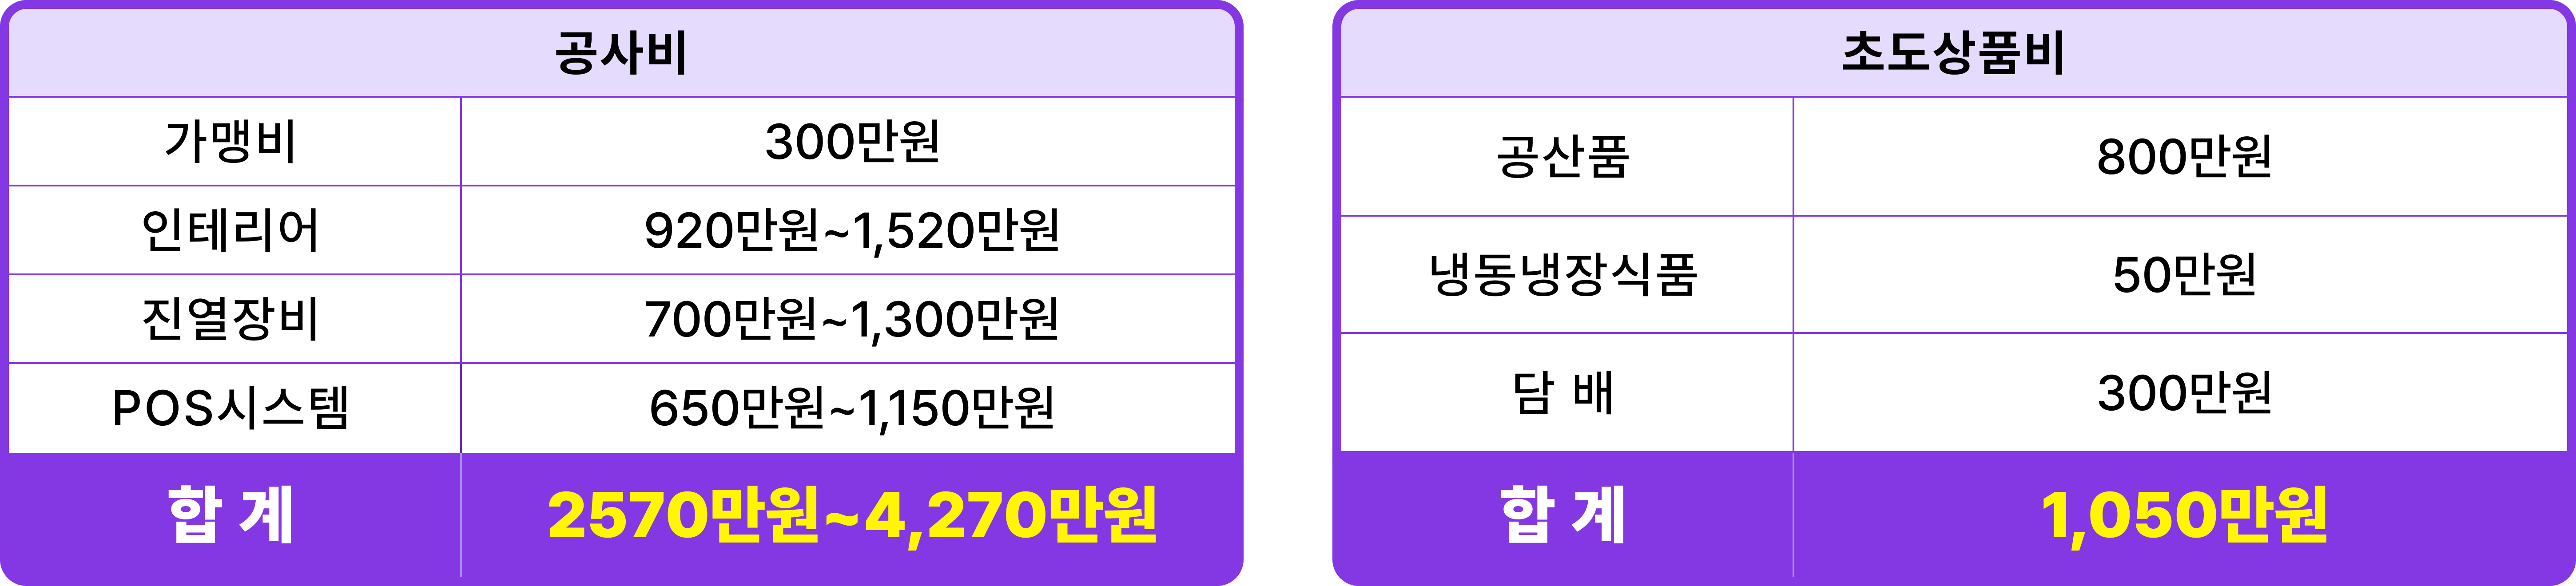 공사비
가맹비 300만원
인테리어 920만원~1,520만원
진열장비 700만원~1,300만원
POS시스템 650만원~1,150만원
합 계 2570만원~4,270만원
초도상품비
공산품 800만원
냉동냉장식품 50만원
담 배 300만원
합 계 1,050만원